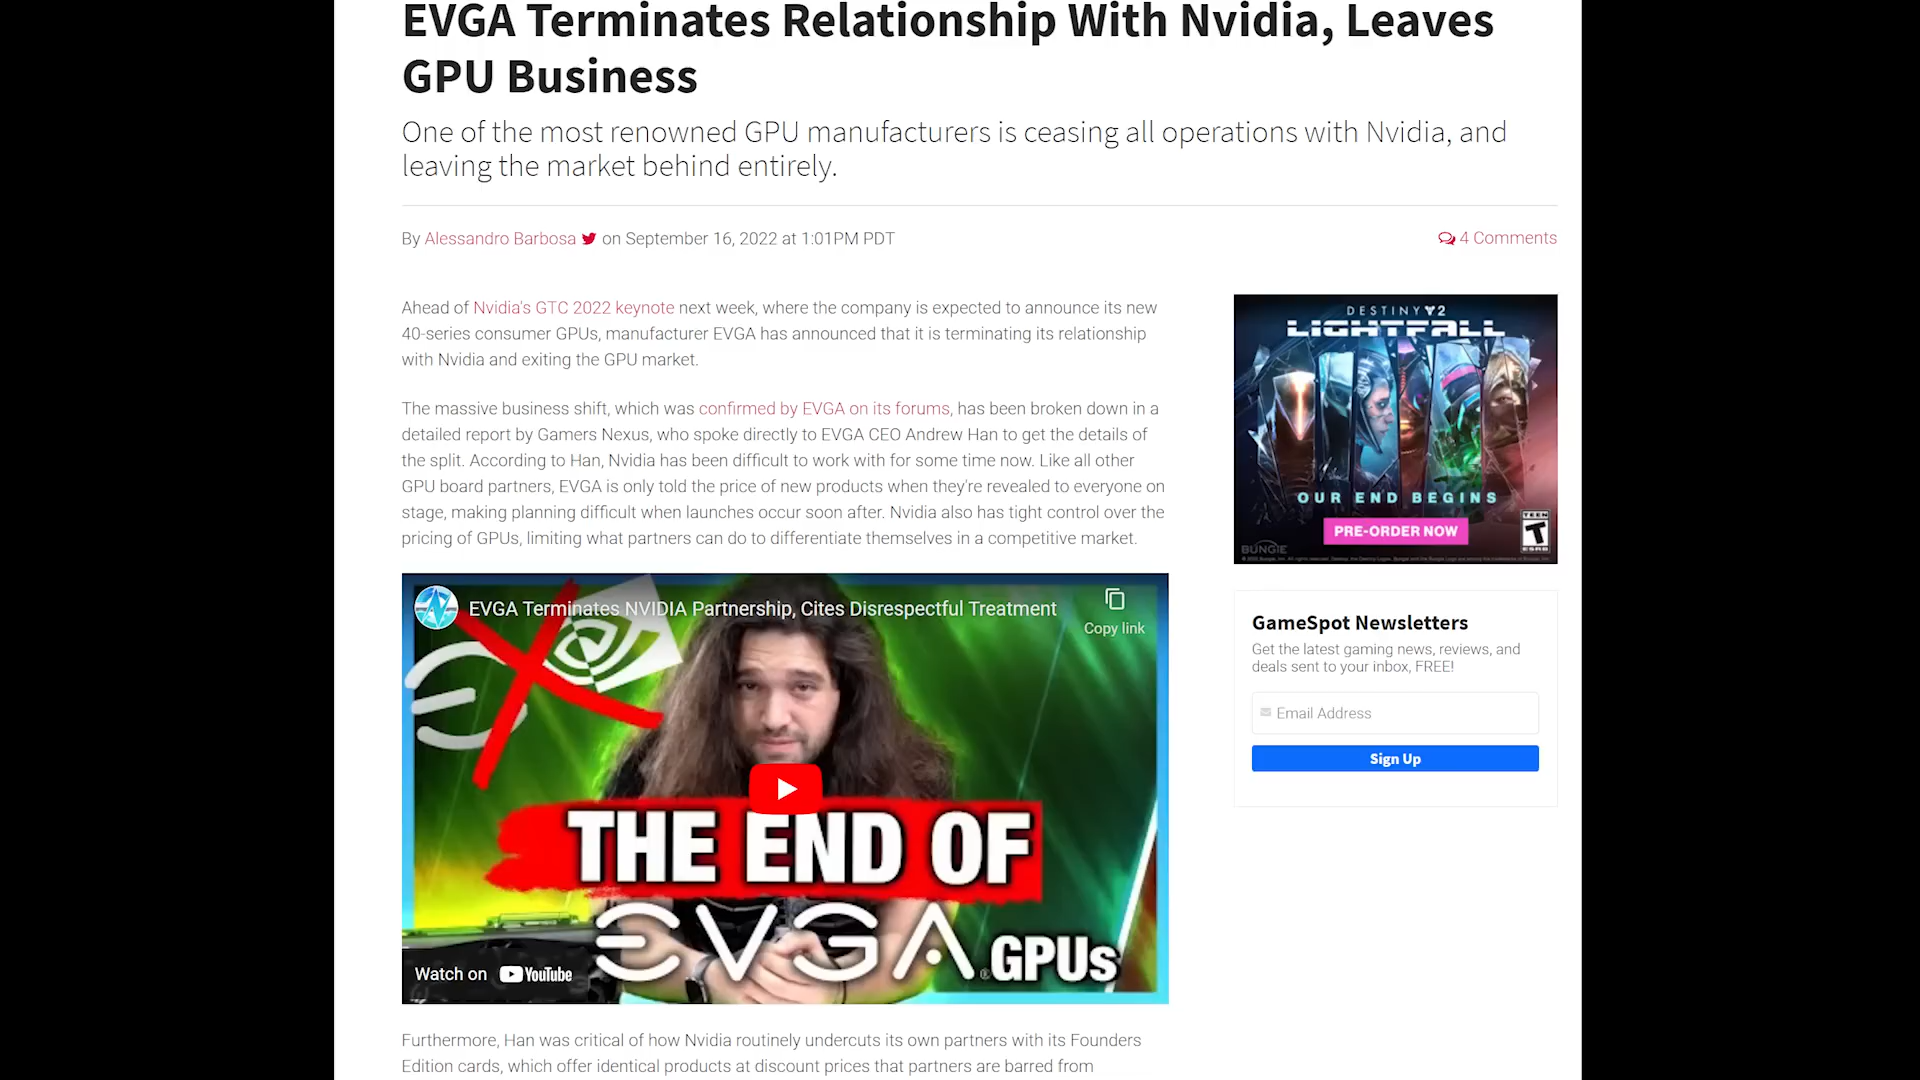 EVGA Terminates Relationship With Nvidia, Leaves
GPU Business
One of the most renowned GPU manufacturers is ceasing all operations with Nvidia, and
leaving the market behind entirely.
By Alessandro Barbosa on September 16, 2022 at 1:01PM PDT
4 Comments
Ahead of Nvidia's GTC 2022 keynote next week, where the company is expected to announce its new
40-series consumer GPUs, manufacturer EVGA has announced that it is terminating its relationship
with Nvidia and exiting the GPU market.
The massive business shift, which was confirmed by EVGA on its forums, has been broken down in a
detailed report by Gamers Nexus, who spoke directly to EVGA CEO Andrew Han to get the details of
the split. According to Han, Nvidia has been difficult to work with for some time now. Like all other
GPU board partners, EVGA is only told the price of new products when they're revealed to everyone on
stage, making planning difficult when launches occur soon after. Nvidia also has tight control over the
pricing of GPUs, limiting what partners can do to differentiate themselves in a competitive market.
EVGA Terminates NVIDIA Partnership, Cites Disrespectful Treatment
Copy link
THE END OF
EVGA GPUs
Watch on YouTube
Furthermore, Han was critical of how Nvidia routinely undercuts its own partners with its Founders
Edition cards, which offer identical products at discount prices that partners are barred from
DESTINY 2
LIGHTFALL
OUR END BEGINS
PRE-ORDER NOW
BUNGIE
TEEN
T
ESRB
GameSpot Newsletters
Get the latest gaming news, reviews, and
deals sent to your inbox, FREE!
Email Address
Sign Up